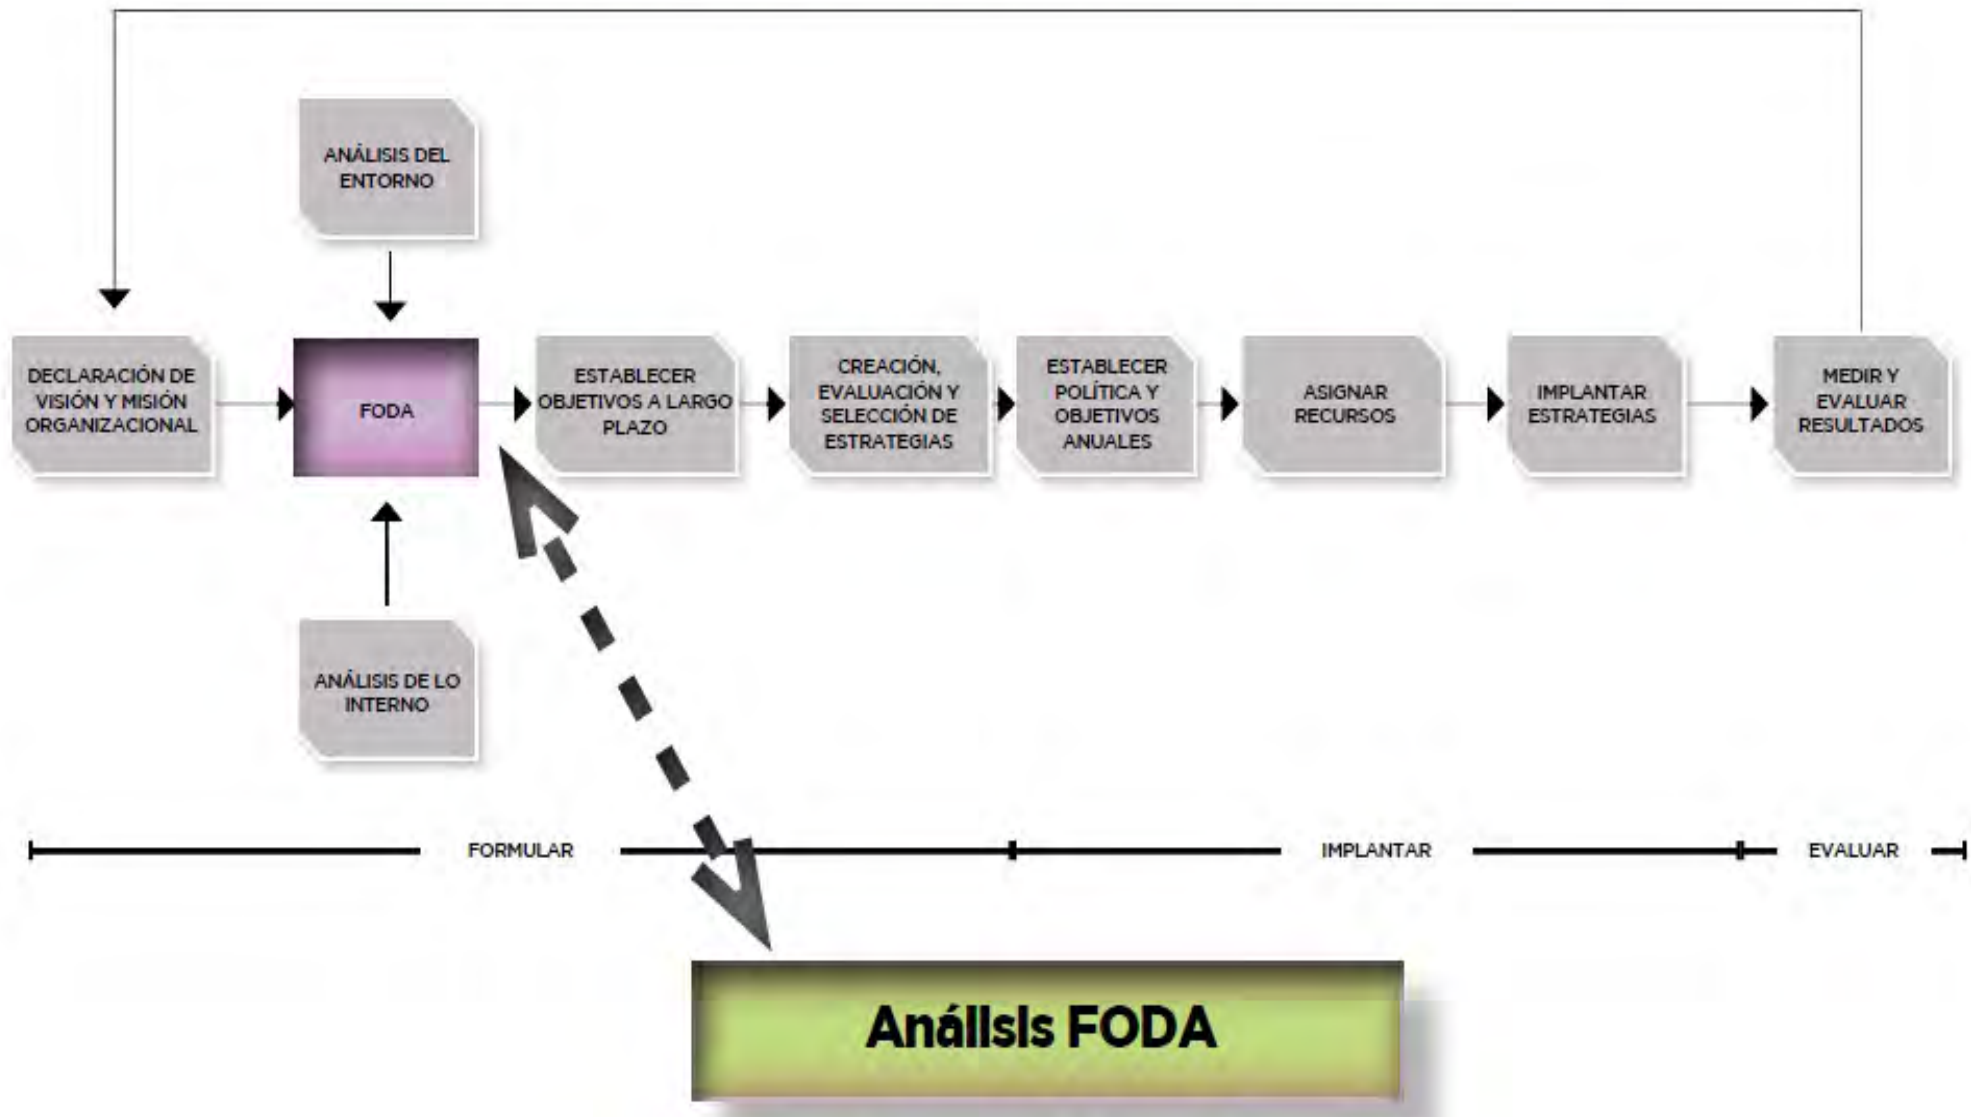 ANÁLISIS DEL
ENTORNO
DECLARACIÓN DE
VISIÓN Y MISIÓN
ORGANIZACIONAL
FODA
ESTABLECER
OBJETIVOS A LARGO
PLAZO
CREACIÓN,
EVALUACIÓN Y
SELECCIÓN DE
ESTRATEGIAS
ESTABLECER
POLÍTICA Y
OBJETIVOS
ANUALES
ASIGNAR
RECURSOS
IMPLANTAR
ESTRATEGIAS
MEDIR Y
EVALUAR
RESULTADOS
ANÁLISIS DE LO
INTERNO
FORMULAR
IMPLANTAR
EVALUAR
Análisis FODA